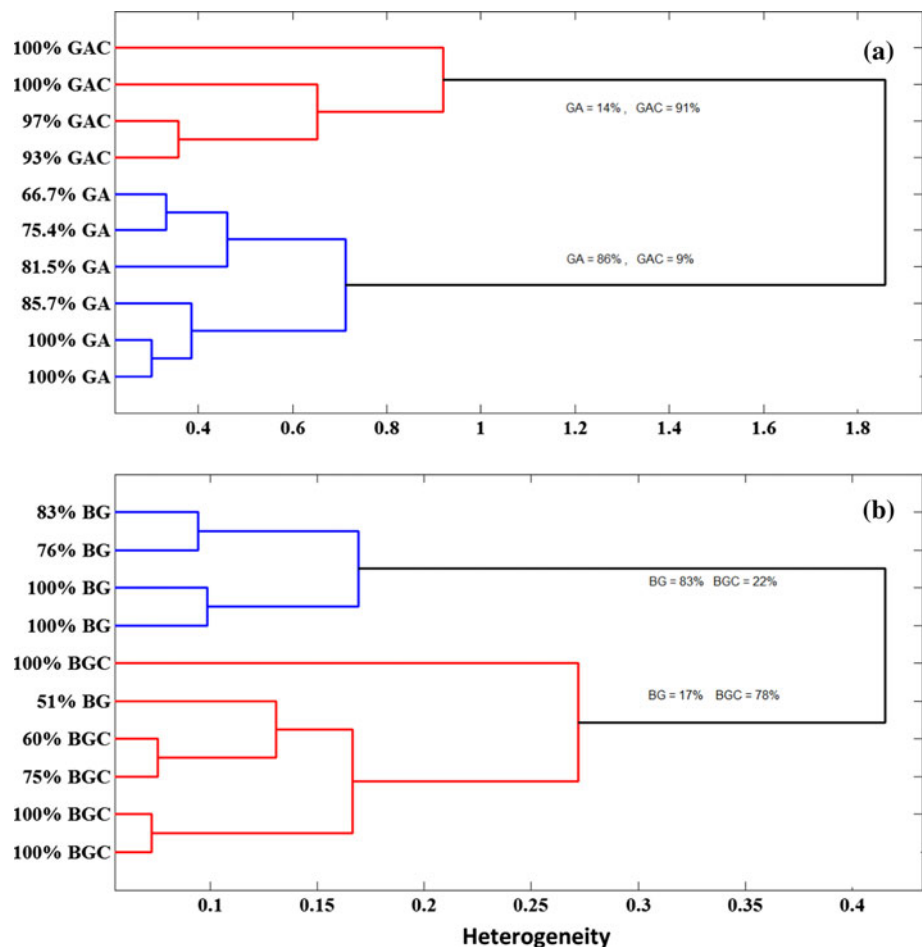 (a)
100% GAC
100% GAC
GA = 14% , GAC = 91%
97% GAC
93% GAC
66.7% GA
75.4% GA
GA = 86% , GAC = 9%
81.5% GA
85.7% GA
100% GA
100% GA
0.4 0.6 0.8 1 1.2 1.4 1.6 1.8
(b)
83% BG
76% BG
BG = 83% BGC = 22%
100% BG
100% BG
100% BGC
BG = 17% BGC = 78%
51% BG
60% BGC
75% BGC
100% BGC
100% BGC
0.1 0.15 0.2 0.25 0.3 0.35 0.4
Heterogeneity